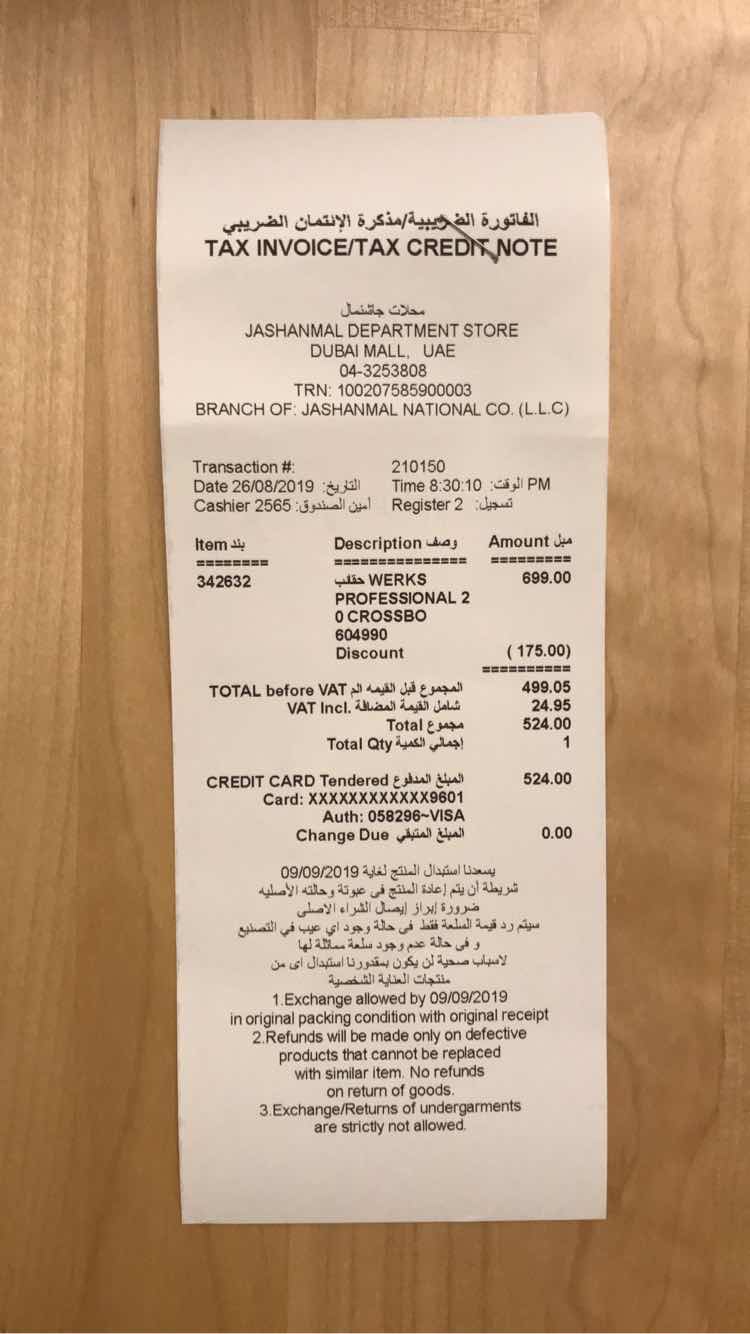 الفاتورة الضريبية/مذكرة الإئتمان الضريبي
TAX INVOICE/TAX CREDIT NOTE
محلات جاشنمال
JASHANMAL DEPARTMENT STORE
DUBAI MALL, UAE
04-3253808
TRN: 100207585900003
BRANCH OF: JASHANMAL NATIONAL CO. (L.L.C)
Transaction #: 210150
Date 26/08/2019 التاريخ: Time 8:30:10 الوقت: PM
Cashier 2565 أمين الصندوق: Register 2 تسجيل:
Item بند Description وصف Amount مبل
======== =============== =========
342632 حقائب WERKS 699.00
PROFESSIONAL 2
0 CROSSBO
604990
Discount ( 175.00)
==========
TOTAL before VAT المجموع قبل القيمه الم 499.05
VAT Incl. شامل القيمة المضافة 24.95
Total مجموع 524.00
Total Qty إجمالي الكمية 1
CREDIT CARD Tendered المبلغ المدفوع 524.00
Card: XXXXXXXXXXXX9601
Auth: 058296~VISA
Change Due المبلغ المتبقي 0.00
يسعدنا استبدال المنتج لغاية 09/09/2019
شريطة أن يتم إعادة المنتج فى عبوتة وحالته الأصليه
ضرورة إبراز إيصال الشراء الاصلى
سيتم رد قيمة السلعة فقط فى حالة وجود اي عيب في التصنيع
و فى حالة عدم وجود سلعة مماثلة لها
لاسباب صحية لن يكون بمقدورنا استبدال اى من
منتجات العناية الشخصية
1.Exchange allowed by 09/09/2019
in original packing condition with original receipt
2.Refunds will be made only on defective
products that cannot be replaced
with similar item. No refunds
on return of goods.
3.Exchange/Returns of undergarments
are strictly not allowed.